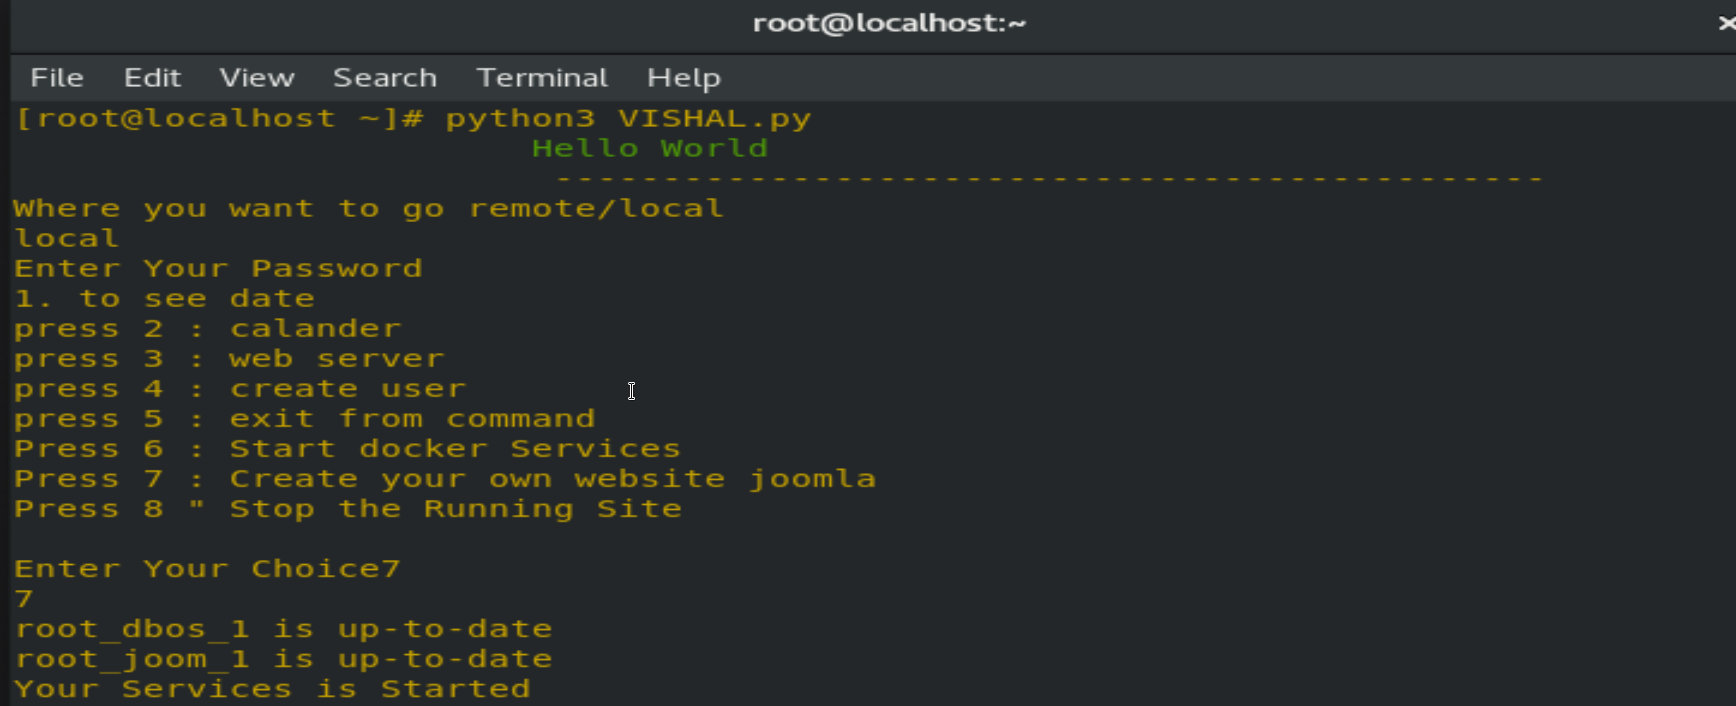 root@localhost:~ ×
File Edit View Search Terminal Help
[root@localhost ~]# python3 VISHAL.py
Hello World
----------------------------------------------
Where you want to go remote/local
local
Enter Your Password
1. to see date
press 2 : calander
press 3 : web server
press 4 : create user
press 5 : exit from command
Press 6 : Start docker Services
Press 7 : Create your own website joomla
Press 8 " Stop the Running Site
Enter Your Choice7
7
root_dbos_1 is up-to-date
root_joom_1 is up-to-date
Your Services is Started